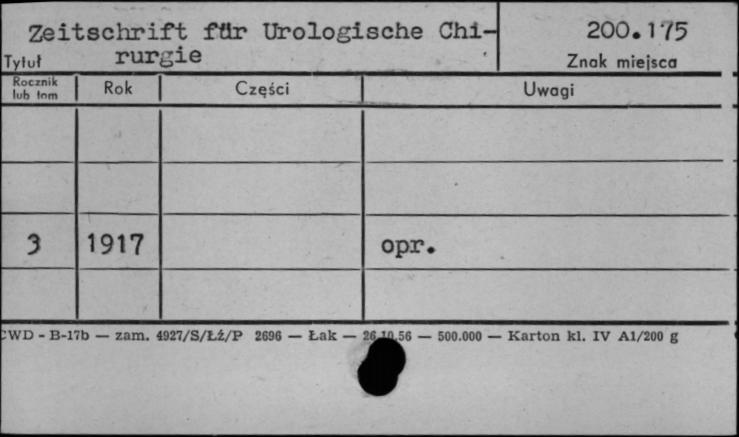 Zeitschrift für Urologische Chi- 200.175
Tytuł rurgie Znak miejsca
Rocznik lub tom Rok Części Uwagi
3 1917 opr.
CWD - B-17b — zam. 4927/S/Łż/P 2696 — Łak — 26.10.56 — 500.000 — Karton kl. IV A1/200 g